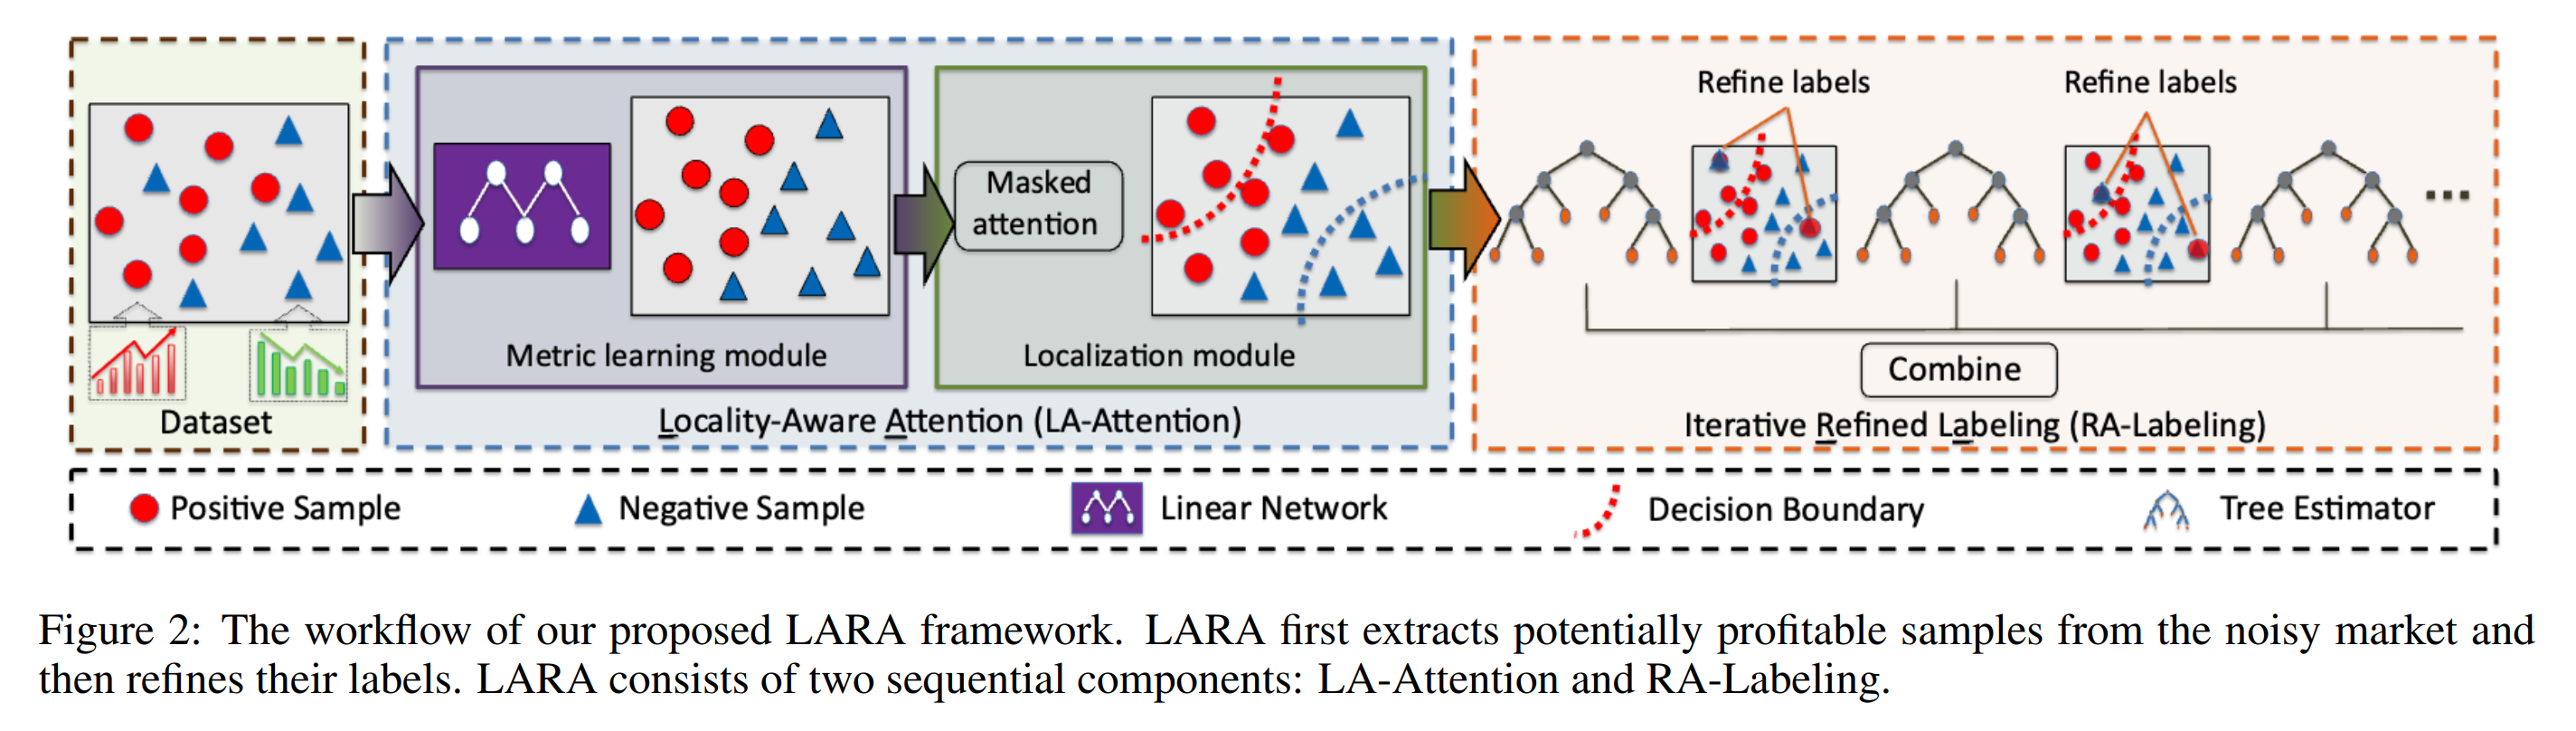 Refine labels
Refine labels
Masked
attention
Metric learning module
Localization module
Combine
Dataset
Locality-Aware Attention (LA-Attention)
Iterative Refined Labeling (RA-Labeling)
Positive Sample
Negative Sample
Linear Network
Decision Boundary
Tree Estimator
Figure 2: The workflow of our proposed LARA framework. LARA first extracts potentially profitable samples from the noisy market and
then refines their labels. LARA consists of two sequential components: LA-Attention and RA-Labeling.